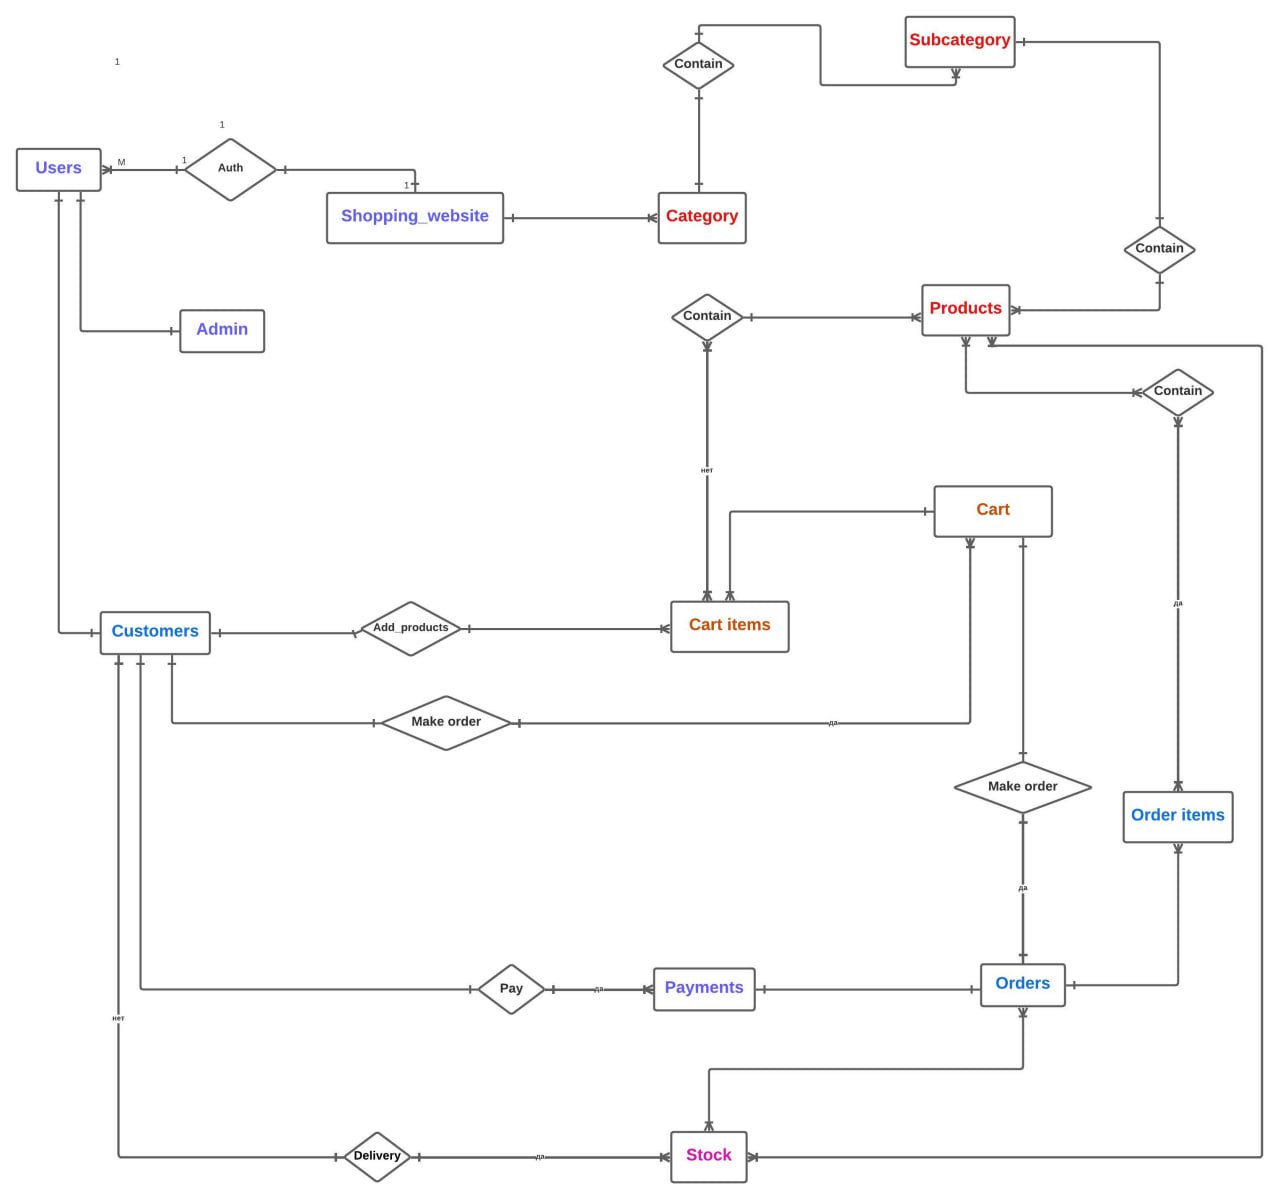 Subcategory
Contain
1
1
Users
M
1
Auth
1
Shopping_website
Category
Contain
Products
Contain
Admin
Contain
нет
Cart
да
Customers
Add_products
Cart items
Make order
да
Make order
Order items
да
Pay
да
Payments
Orders
нет
Delivery
да
Stock